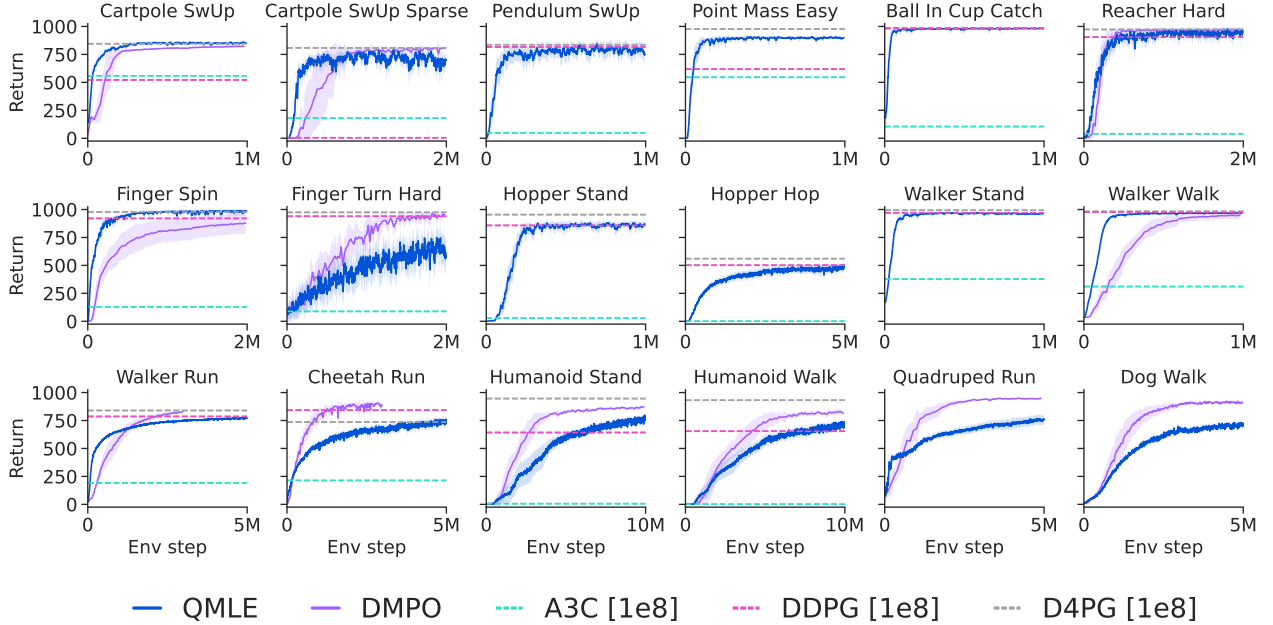 Cartpole SwUp Cartpole SwUp Sparse Pendulum SwUp Point Mass Easy Ball In Cup Catch Reacher Hard
1000
750
500
250
0
Return
0 1M 0 2M 0 1M 0 1M 0 1M 0 2M
Finger Spin Finger Turn Hard Hopper Stand Hopper Hop Walker Stand Walker Walk
1000
750
500
250
0
Return
0 2M 0 2M 0 1M 0 5M 0 1M 0 1M
Walker Run Cheetah Run Humanoid Stand Humanoid Walk Quadruped Run Dog Walk
1000
750
500
250
0
Return
0 5M 0 5M 0 10M 0 10M 0 5M 0 5M
Env step Env step Env step Env step Env step Env step
QMLE DMPO A3C [1e8] DDPG [1e8] D4PG [1e8]